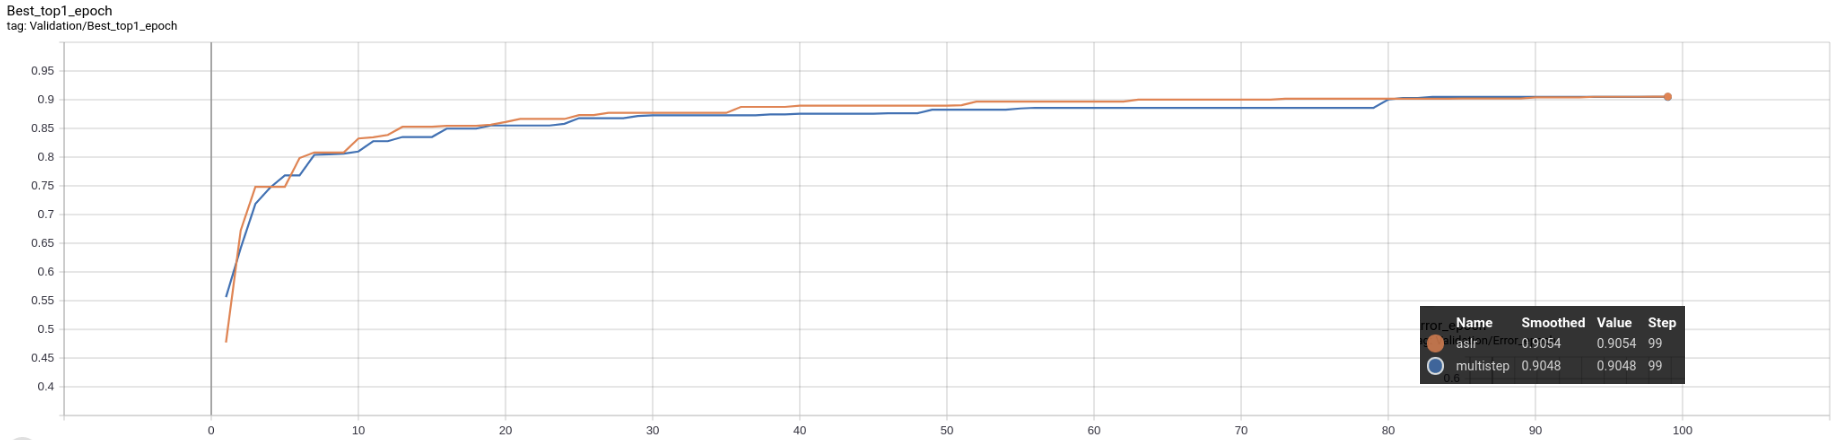 Best_top1_epoch
tag: Validation/Best_top1_epoch
0.95
0.9
0.85
0.8
0.75
0.7
0.65
0.6
0.55
0.5
0.45
0.4
Name Smoothed Value Step
aslr 0.9054 0.9054 99
multistep 0.9048 0.9048 99
0.6
0 10 20 30 40 50 60 70 80 90 100